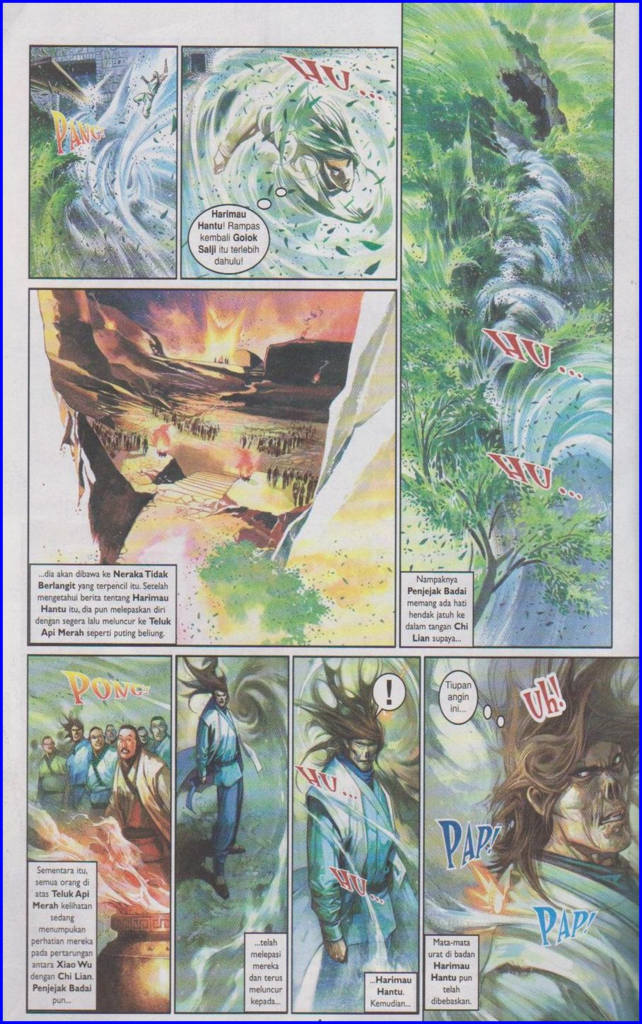 PANG!
HU...
Harimau
Hantu! Rampas
kembali Golok
Salji itu terlebih
dahulu!
HU...
HU...
Nampaknya
Penjejak Badai
memang ada hati
hendak jatuh ke
dalam tangan Chi
Lian supaya...
...dia akan dibawa ke Neraka Tidak
Berlangit yang terpencil itu. Setelah
mengetahui berita tentang Harimau
Hantu itu, dia pun melepaskan diri
dengan segera lalu meluncur ke Teluk
Api Merah seperti puting beliung.
PONG!
Sementara itu,
semua orang di
atas Teluk Api
Merah kelihatan
sedang
menumpukan
perhatian mereka
pada pertarungan
antara Xiao Wu
dengan Chi Lian.
Penjejak Badai
pun...
...telah
melepasi
mereka
dan terus
meluncur
kepada...
!
HU...
HU...
...Harimau
Hantu.
Kemudian...
Tiupan
angin
ini...
Uh!
PAP!
PAP!
Mata-mata
urat di badan
Harimau
Hantu pun
telah
dibebaskan.